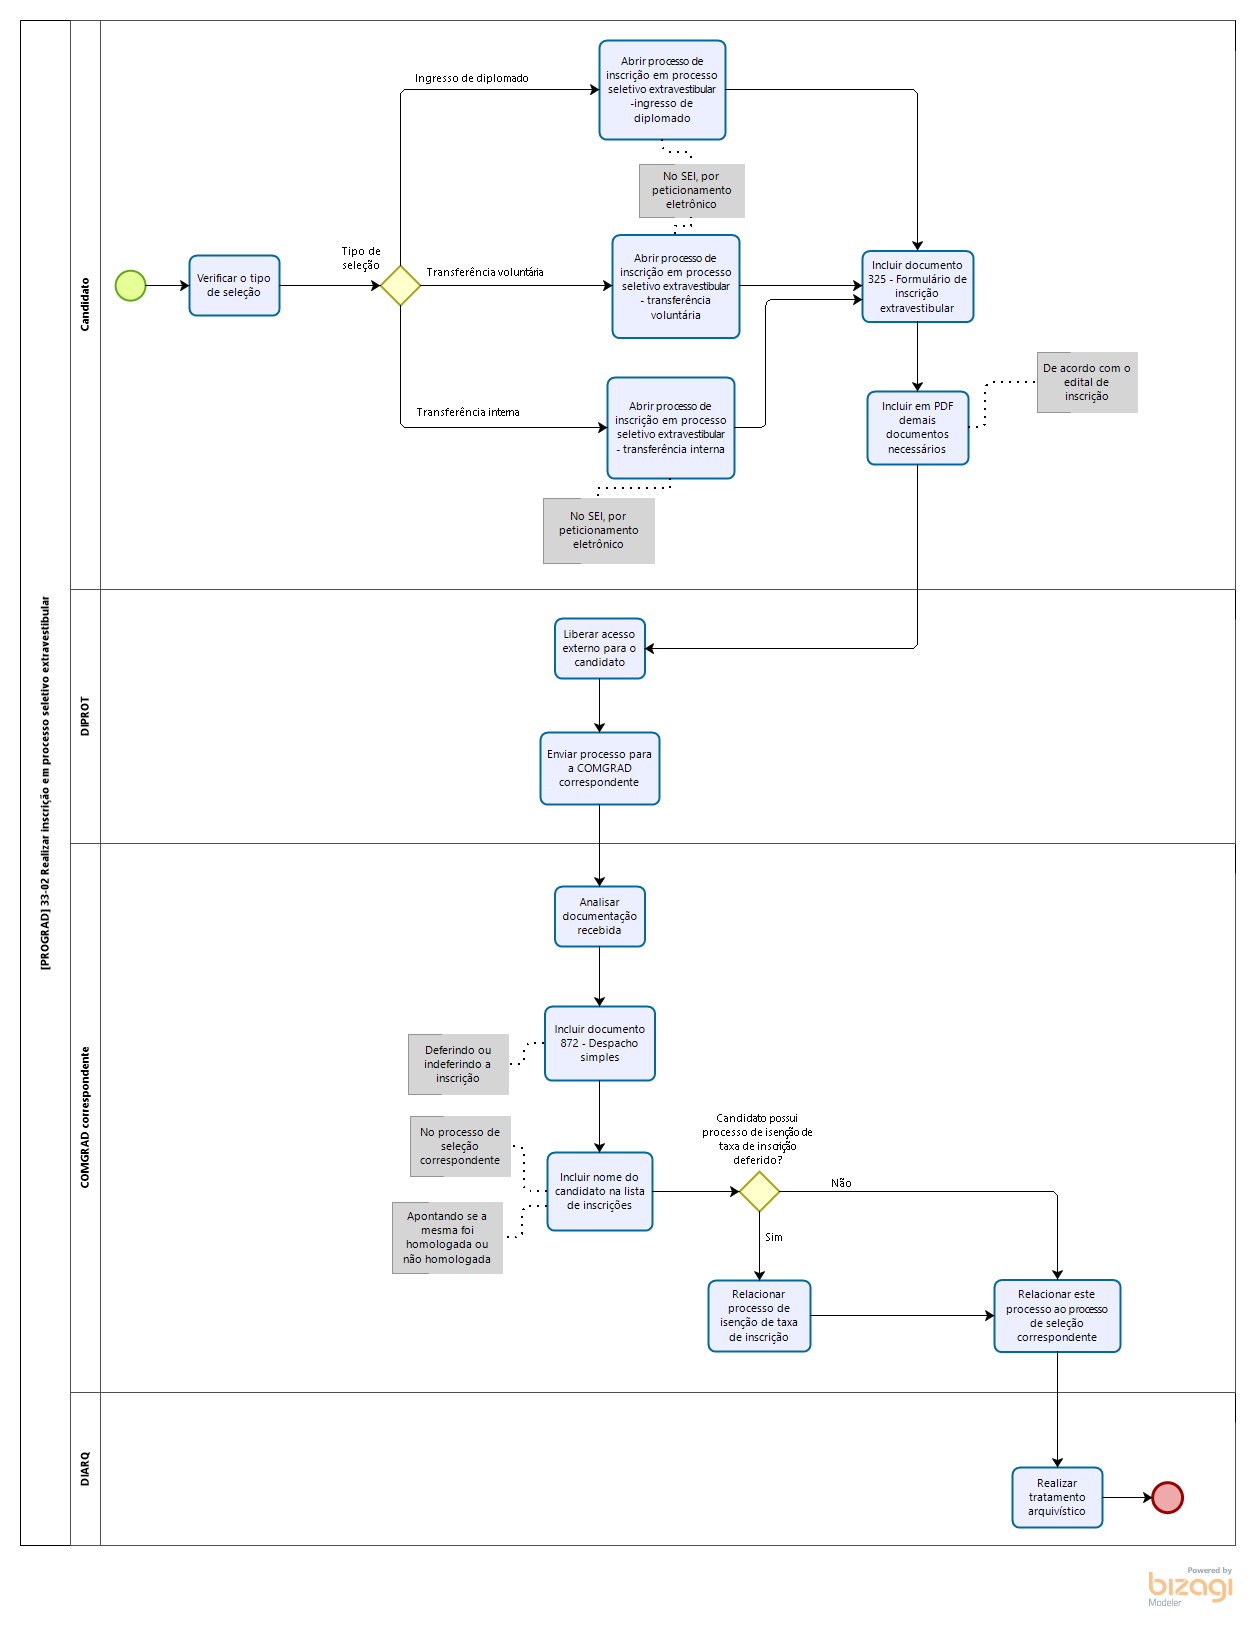 [PROGRAD] 33-02 Realizar inscrição em processo seletivo extravestibular
Candidato
Verificar o tipo
de seleção
Tipo de
seleção
Ingresso de diplomado
Abrir processo de
inscrição em processo
seletivo extravestibular
-ingresso de
diplomado
No SEI, por
peticionamento
eletrônico
Transferência voluntária
Abrir processo de
inscrição em processo
seletivo extravestibular
- transferência
voluntária
Transferência interna
Abrir processo de
inscrição em processo
seletivo extravestibular
- transferência interna
No SEI, por
peticionamento
eletrônico
Incluir documento
325 - Formulário de
inscrição
extravestibular
Incluir em PDF
demais
documentos
necessários
De acordo com o
edital de
inscrição
DIPROT
Liberar acesso
externo para o
candidato
Enviar processo para
a COMGRAD
correspondente
COMGRAD correspondente
Analisar
documentação
recebida
Incluir documento
872 - Despacho
simples
Deferindo ou
indeferindo a
inscrição
Incluir nome do
candidato na lista
de inscrições
No processo de
seleção
correspondente
Apontando se a
mesma foi
homologada ou
não homologada
Candidato possui
processo de isenção de
taxa de inscrição
deferido?
Não
Sim
Relacionar
processo de
isenção de taxa
de inscrição
Relacionar este
processo ao processo
de seleção
correspondente
DIARQ
Realizar
tratamento
arquivístico
Powered by
bizagi
Modeler